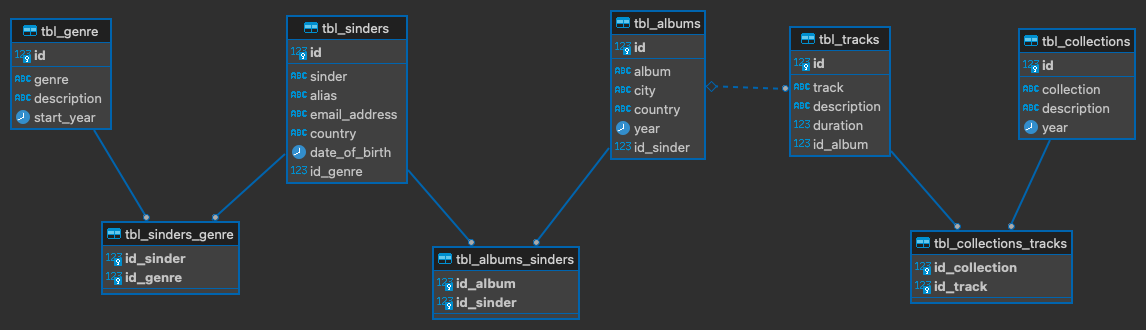 tbl_genre
123 id
ABC genre
ABC description
start_year
tbl_sinders
123 id
ABC sinder
ABC alias
ABC email_address
ABC country
date_of_birth
123 id_genre
tbl_albums
123 id
ABC album
ABC city
ABC country
year
123 id_sinder
tbl_tracks
123 id
ABC track
ABC description
123 duration
123 id_album
tbl_collections
123 id
ABC collection
ABC description
year
tbl_sinders_genre
123 id_sinder
123 id_genre
tbl_albums_sinders
123 id_album
123 id_sinder
tbl_collections_tracks
123 id_collection
123 id_track